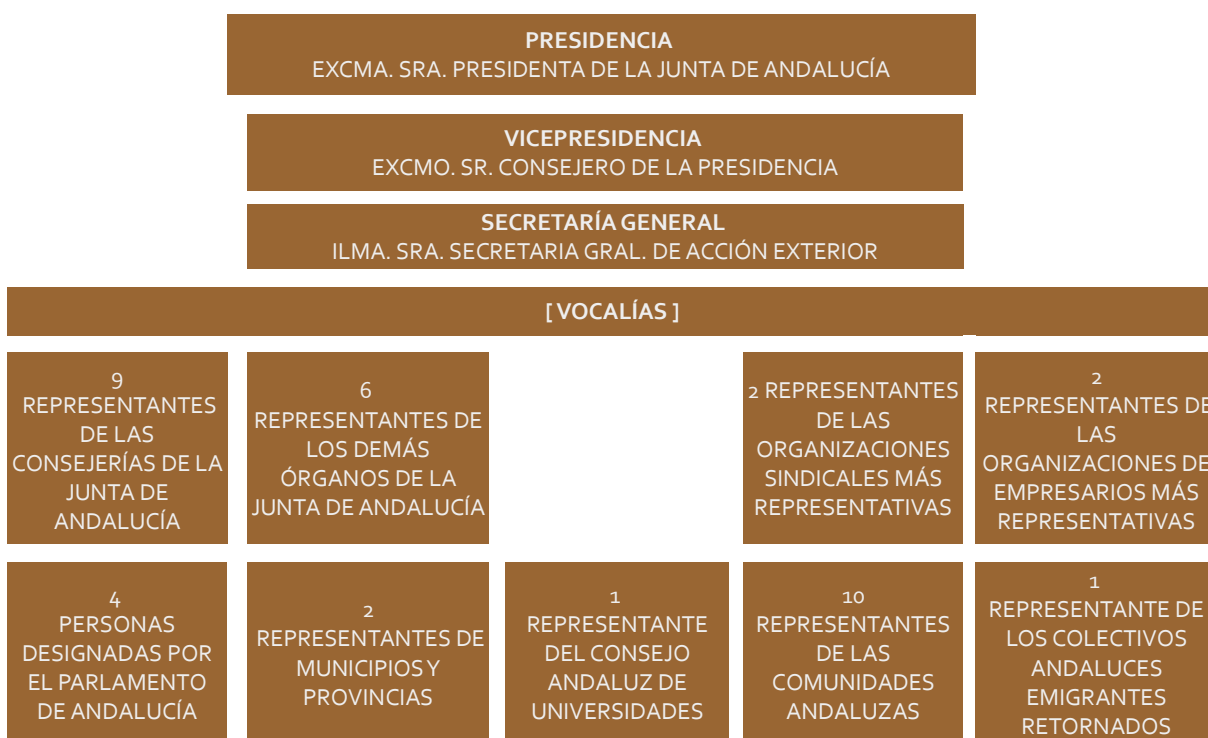 PRESIDENCIA
EXCMA. SRA. PRESIDENTA DE LA JUNTA DE ANDALUCÍA
VICEPRESIDENCIA
EXCMO. SR. CONSEJERO DE LA PRESIDENCIA
SECRETARÍA GENERAL
ILMA. SRA. SECRETARIA GRAL. DE ACCIÓN EXTERIOR
[ VOCALÍAS ]
9
REPRESENTANTES
DE LAS
CONSEJERÍAS DE LA
JUNTA DE
ANDALUCÍA
6
REPRESENTANTES DE
LOS DEMÁS
ÓRGANOS DE LA
JUNTA DE ANDALUCÍA
2 REPRESENTANTES
DE LAS
ORGANIZACIONES
SINDICALES MÁS
REPRESENTATIVAS
2
REPRESENTANTES DE
LAS
ORGANIZACIONES DE
EMPRESARIOS MÁS
REPRESENTATIVAS
4
PERSONAS
DESIGNADAS POR
EL PARLAMENTO
DE ANDALUCÍA
2
REPRESENTANTES DE
MUNICIPIOS Y
PROVINCIAS
1
REPRESENTANTE
DEL CONSEJO
ANDALUZ DE
UNIVERSIDADES
10
REPRESENTANTES
DE LAS
COMUNIDADES
ANDALUZAS
1
REPRESENTANTE DE
LOS COLECTIVOS
ANDALUCES
EMIGRANTES
RETORNADOS